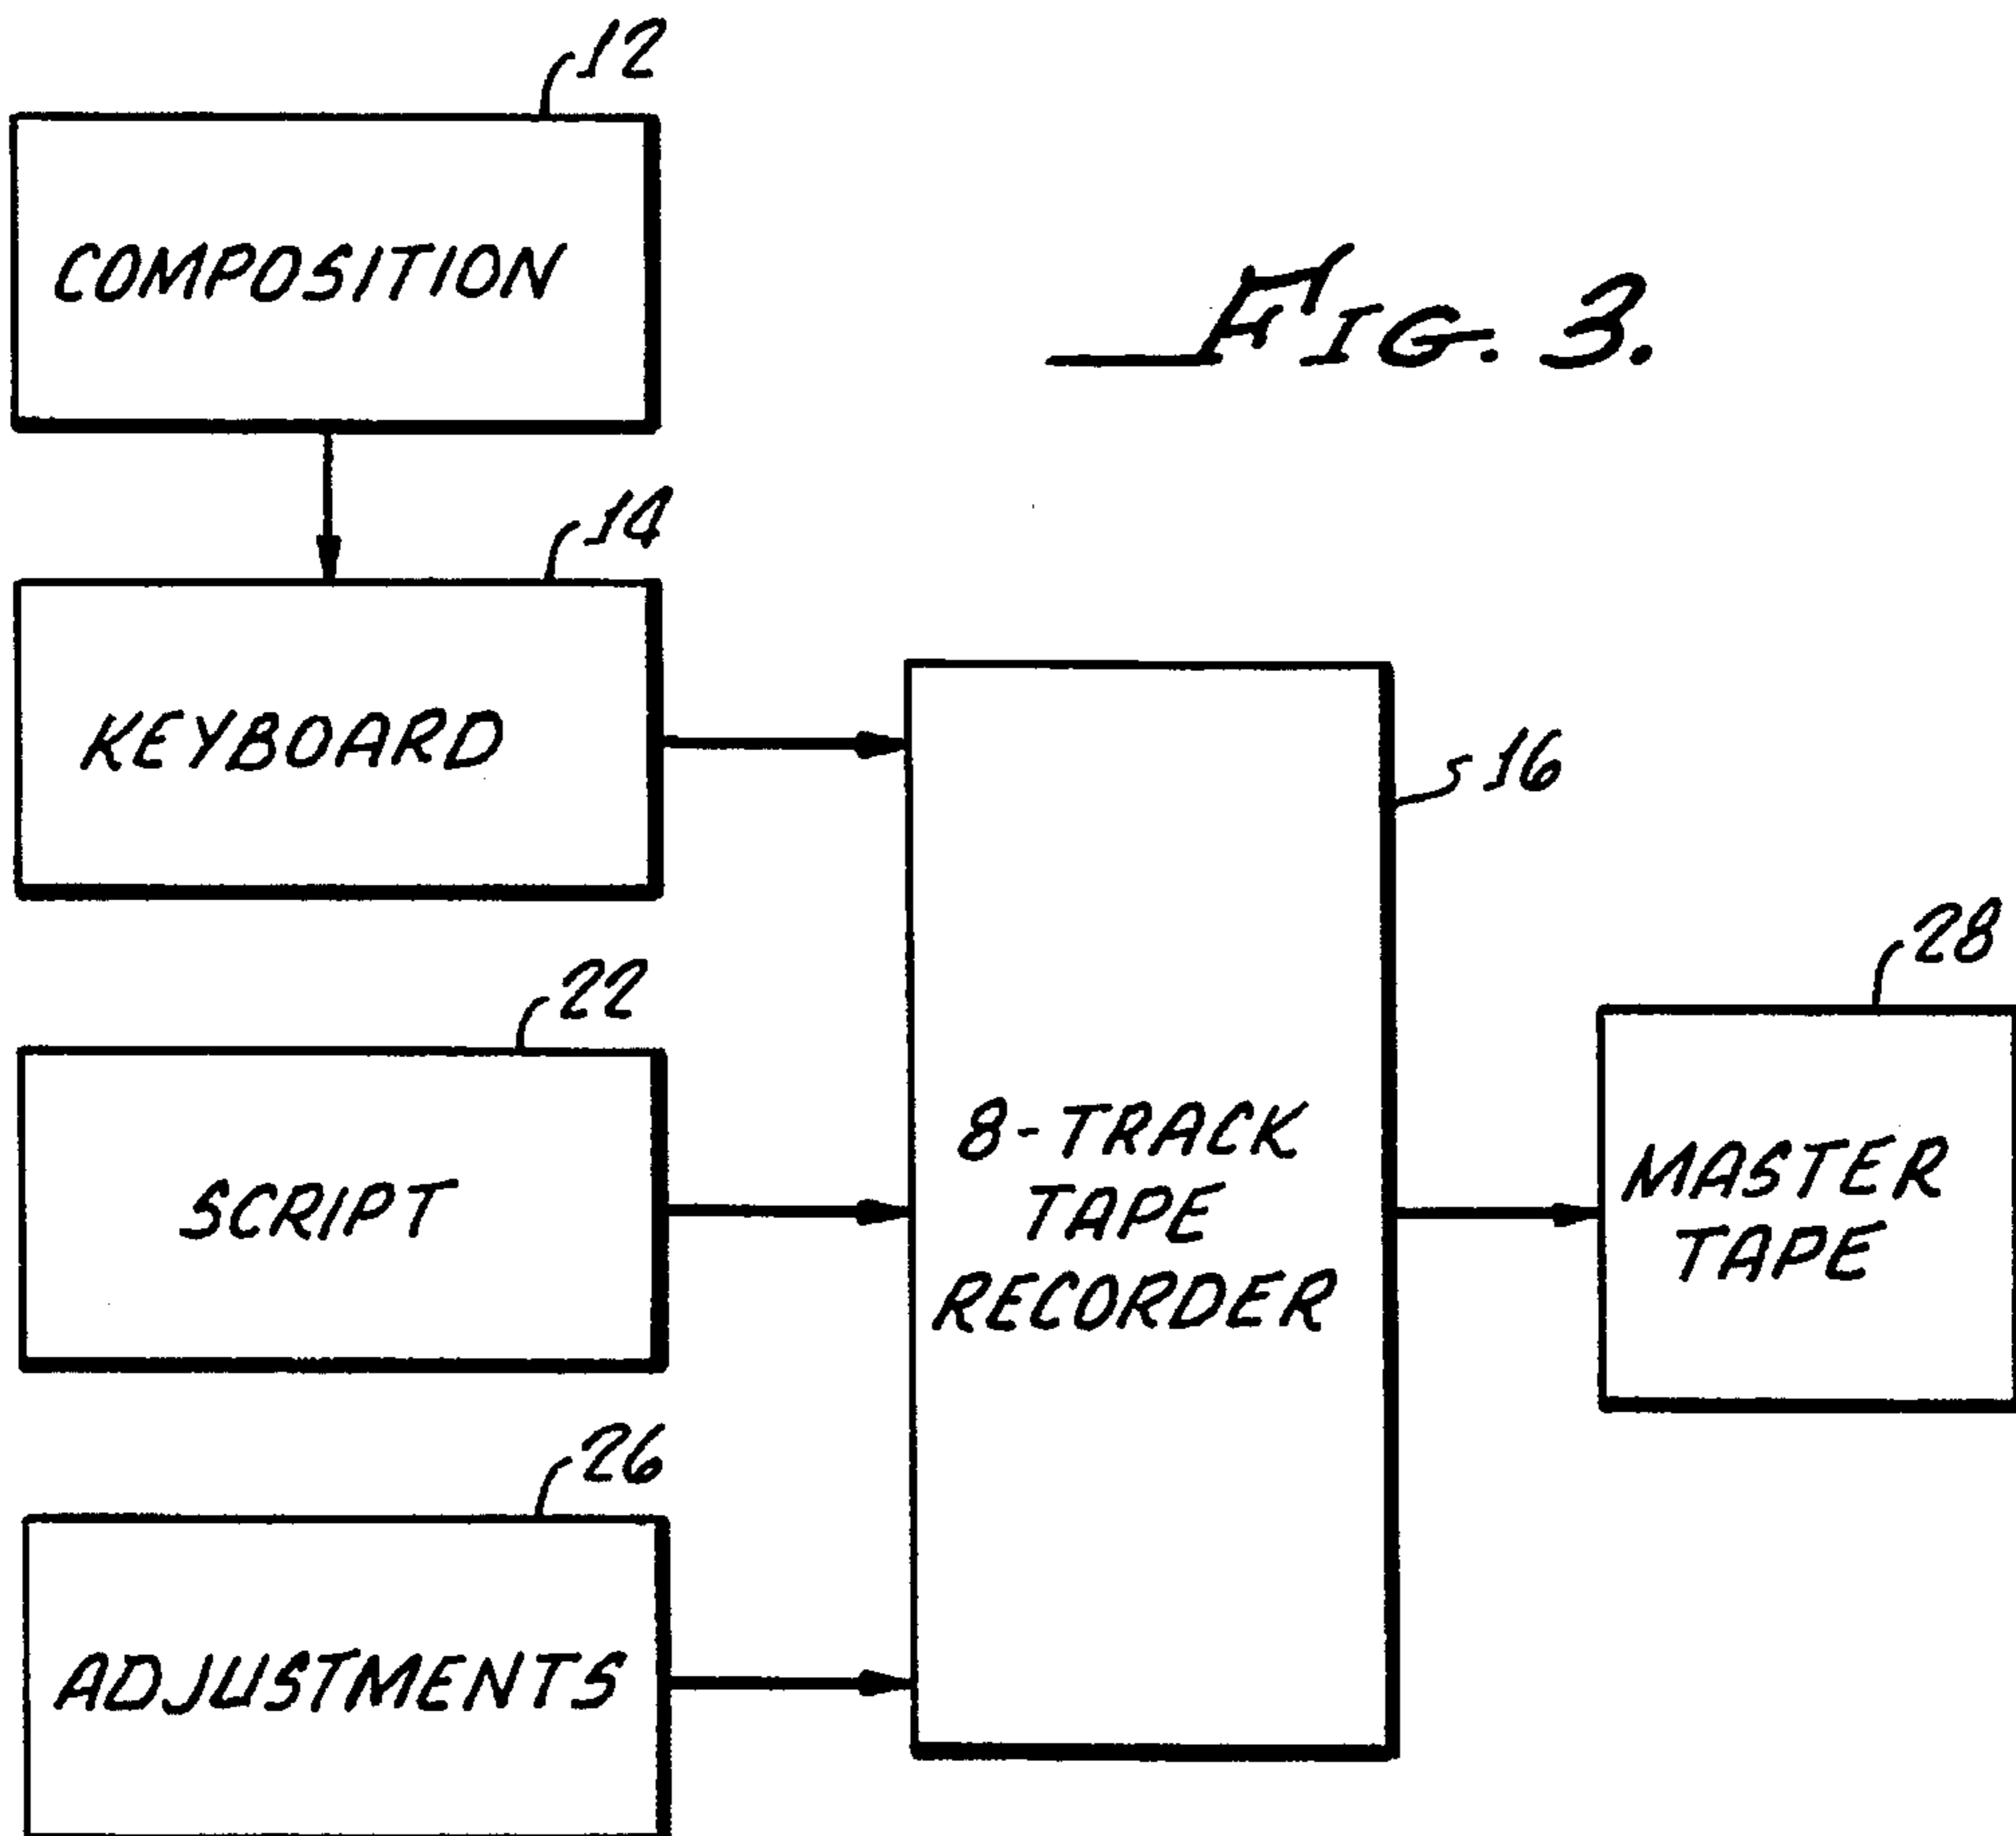 12
COMPOSITION
FIG. 3.
14
KEYBOARD
16
22
SCRIPT
8-TRACK
TAPE
RECORDER
28
MASTER
TAPE
26
ADJUSTMENTS